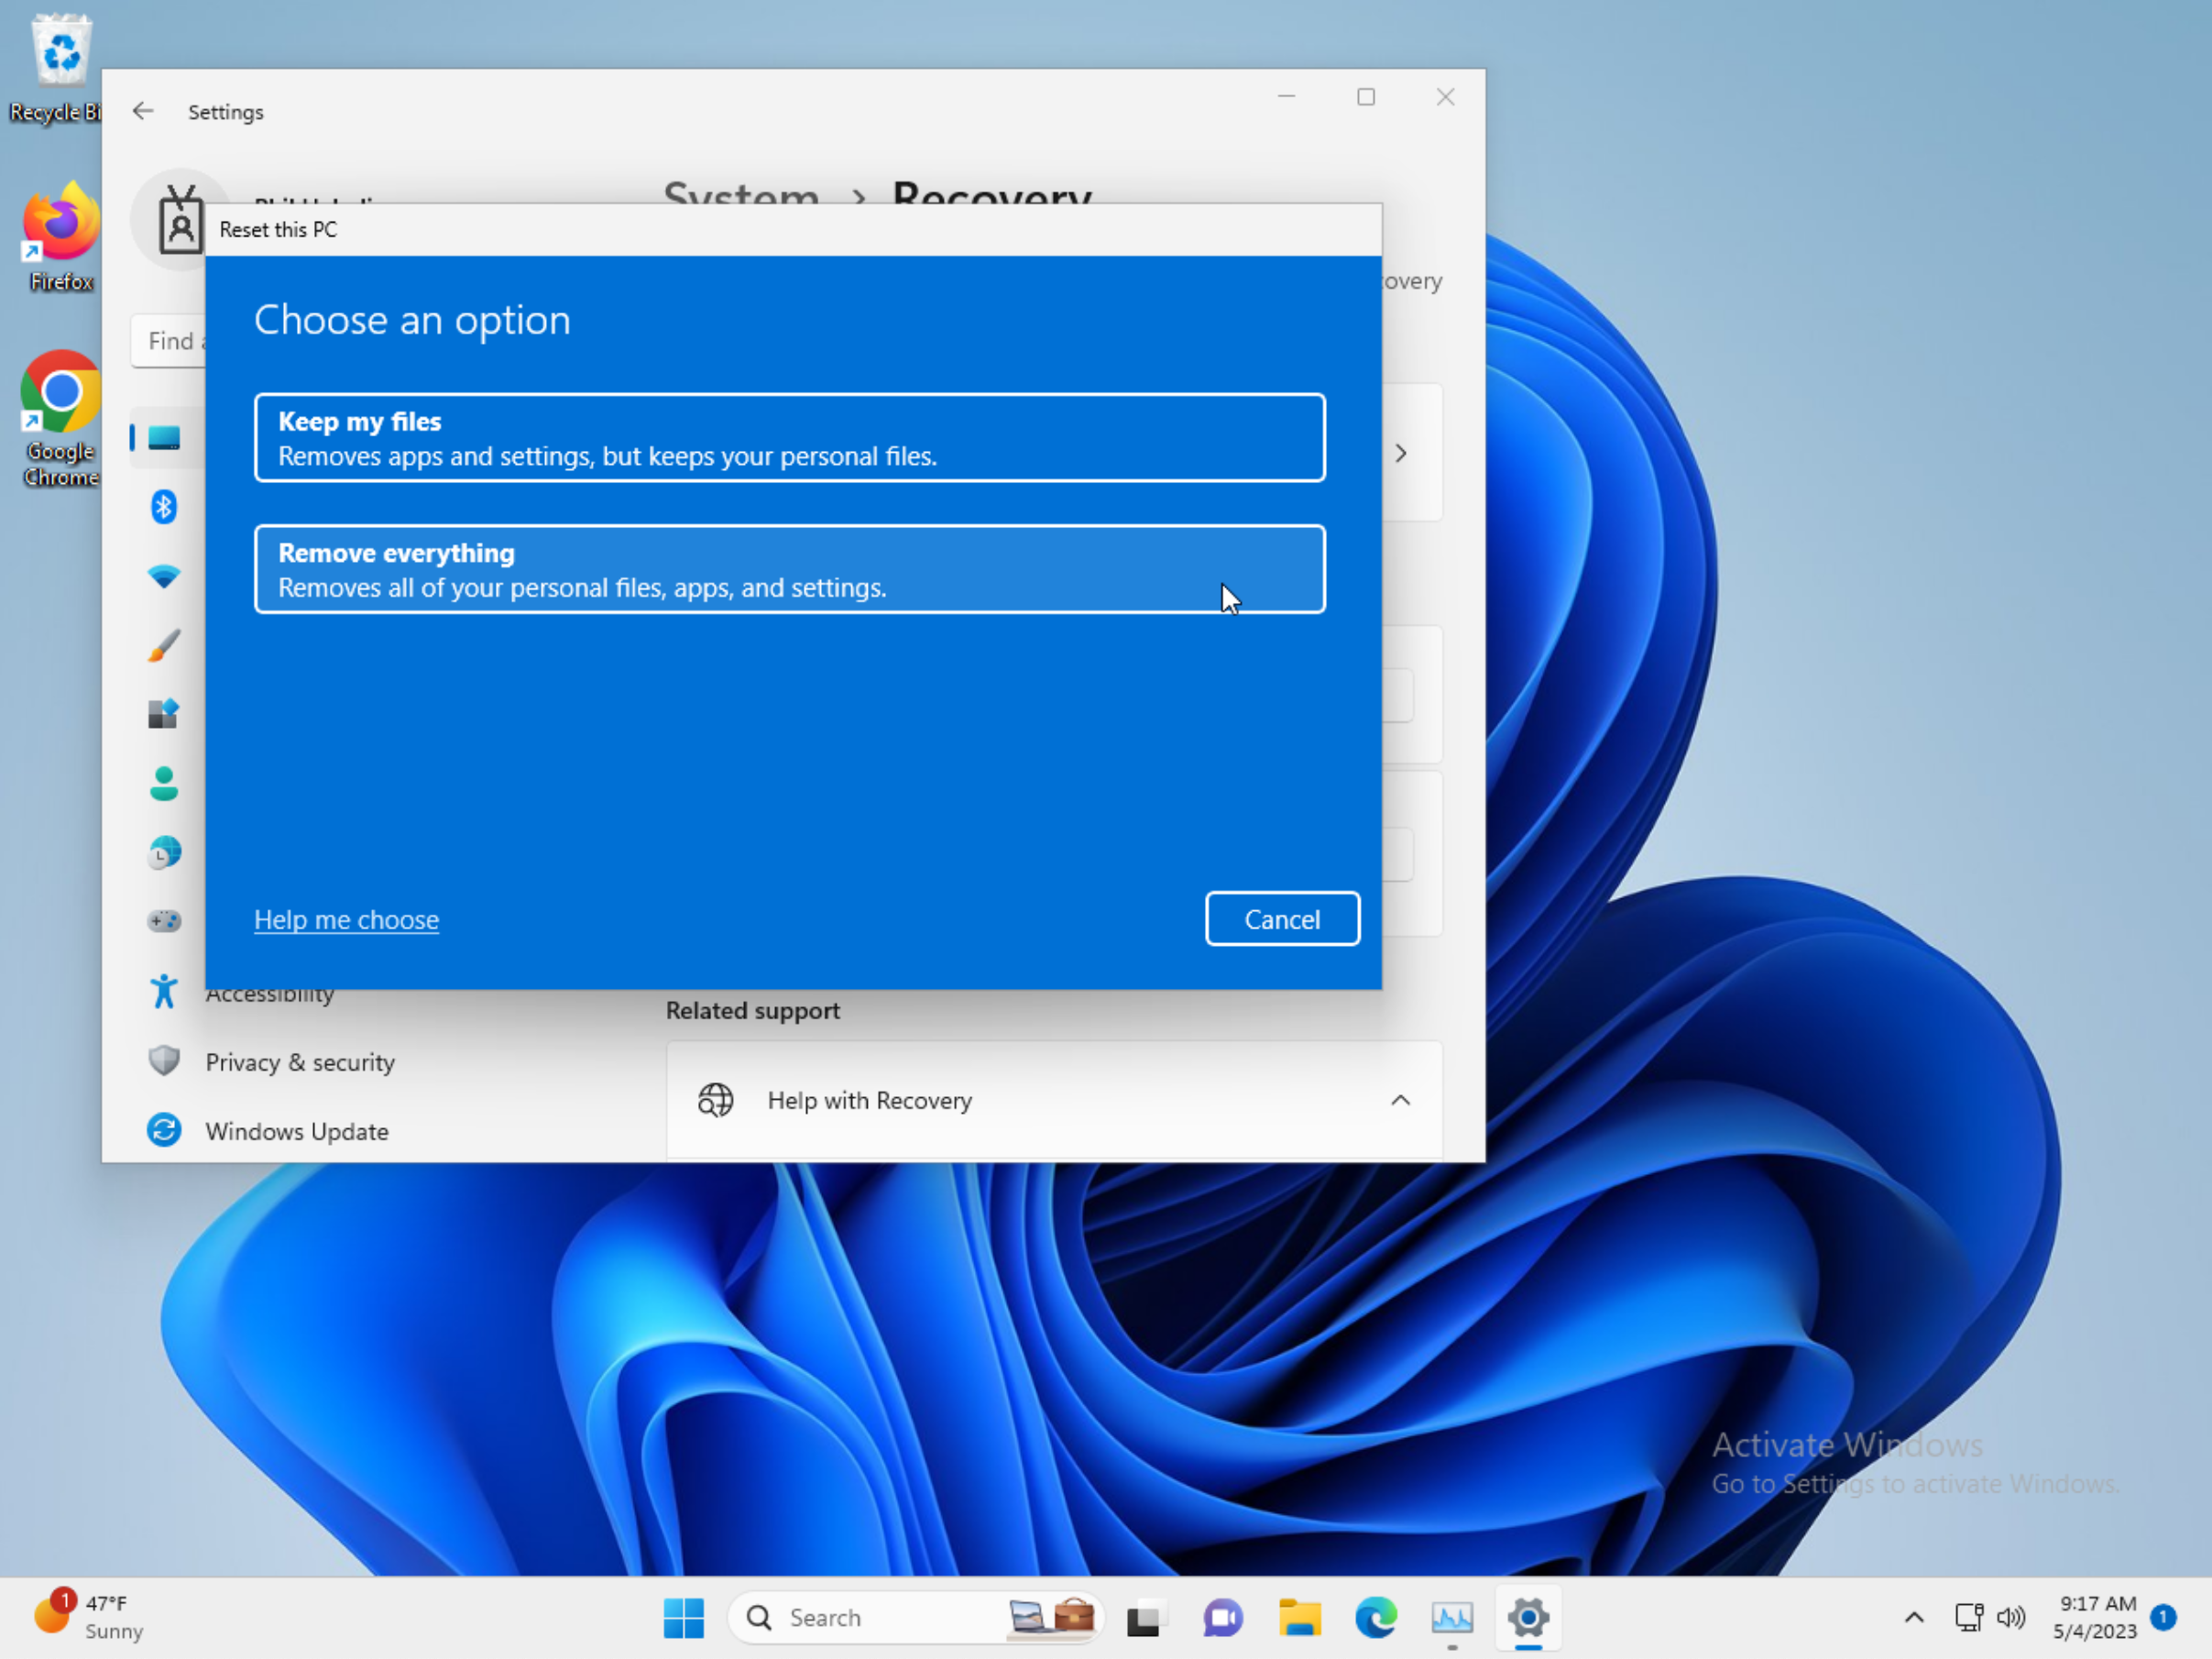 Recycle Bi
Firefox
Google
Chrome
Settings
System > Recovery
covery
Find a
Reset this PC
Choose an option
Keep my files
Removes apps and settings, but keeps your personal files.
Remove everything
Removes all of your personal files, apps, and settings.
Help me choose
Cancel
Accessibility
Privacy & security
Windows Update
Related support
Help with Recovery
Activate Windows
Go to Settings to activate Windows.
1
47°F
Sunny
Search
9:17 AM
5/4/2023
1